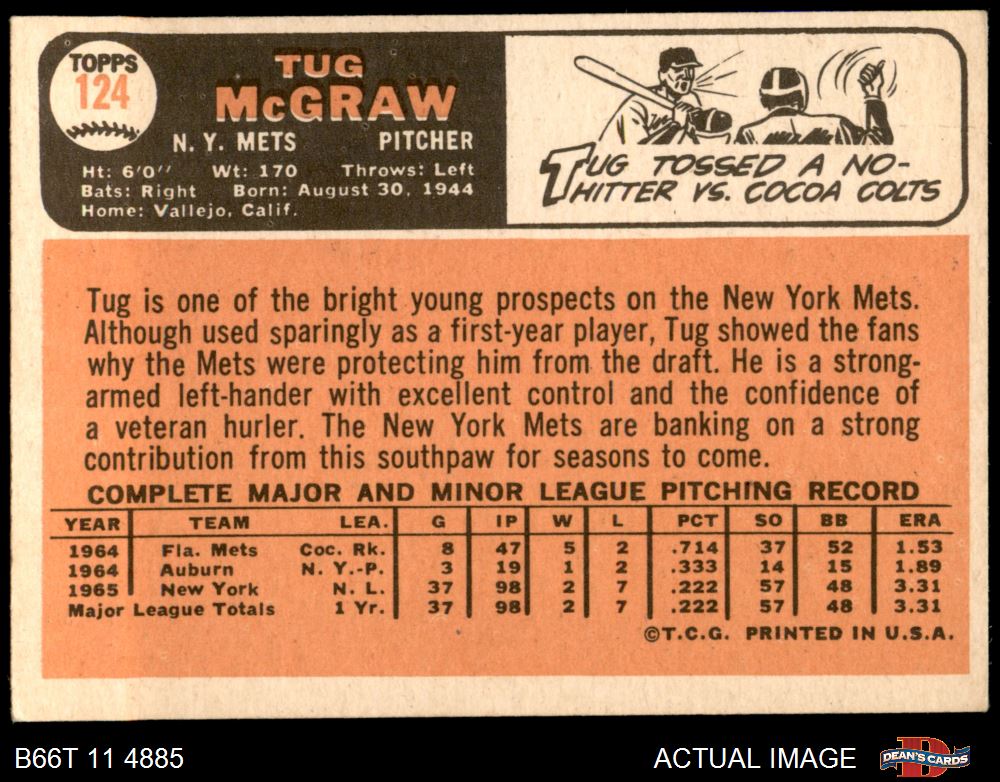 TOPPS
124
TUG
McGRAW
N. Y. METS PITCHER
Ht: 6'0" Wt: 170 Throws: Left
Bats: Right Born: August 30, 1944
Home: Vallejo, Calif.
TUG TOSSED A NO-
HITTER VS. COCOA COLTS
Tug is one of the bright young prospects on the New York Mets.
Although used sparingly as a first-year player, Tug showed the fans
why the Mets were protecting him from the draft. He is a strong-
armed left-hander with excellent control and the confidence of
a veteran hurler. The New York Mets are banking on a strong
contribution from this southpaw for seasons to come.
COMPLETE MAJOR AND MINOR LEAGUE PITCHING RECORD
YEAR TEAM LEA. G IP W L PCT SO BB ERA
1964 Fla. Mets Coc. Rk. 8 47 5 2 .714 37 52 1.53
1964 Auburn N. Y.-P. 3 19 1 2 .333 14 15 1.89
1965 New York N. L. 37 98 2 7 .222 57 48 3.31
Major League Totals 1 Yr. 37 98 2 7 .222 57 48 3.31
©T.C.G. PRINTED IN U.S.A.
B66T 11 4885 ACTUAL IMAGE DEAN'S CARDS